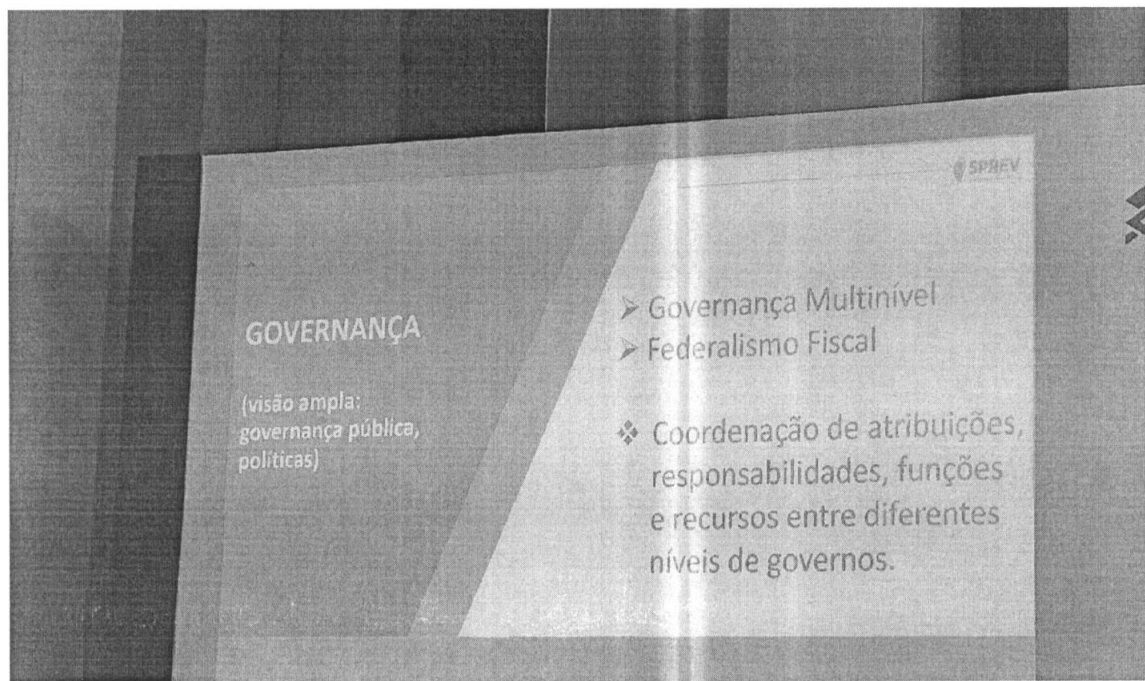 SPREV
GOVERNANÇA
(visão ampla:
governança pública,
políticas)
➤ Governança Multinível
➤ Federalismo Fiscal
❖ Coordenação de atribuições,
responsabilidades, funções
e recursos entre diferentes
níveis de governos.